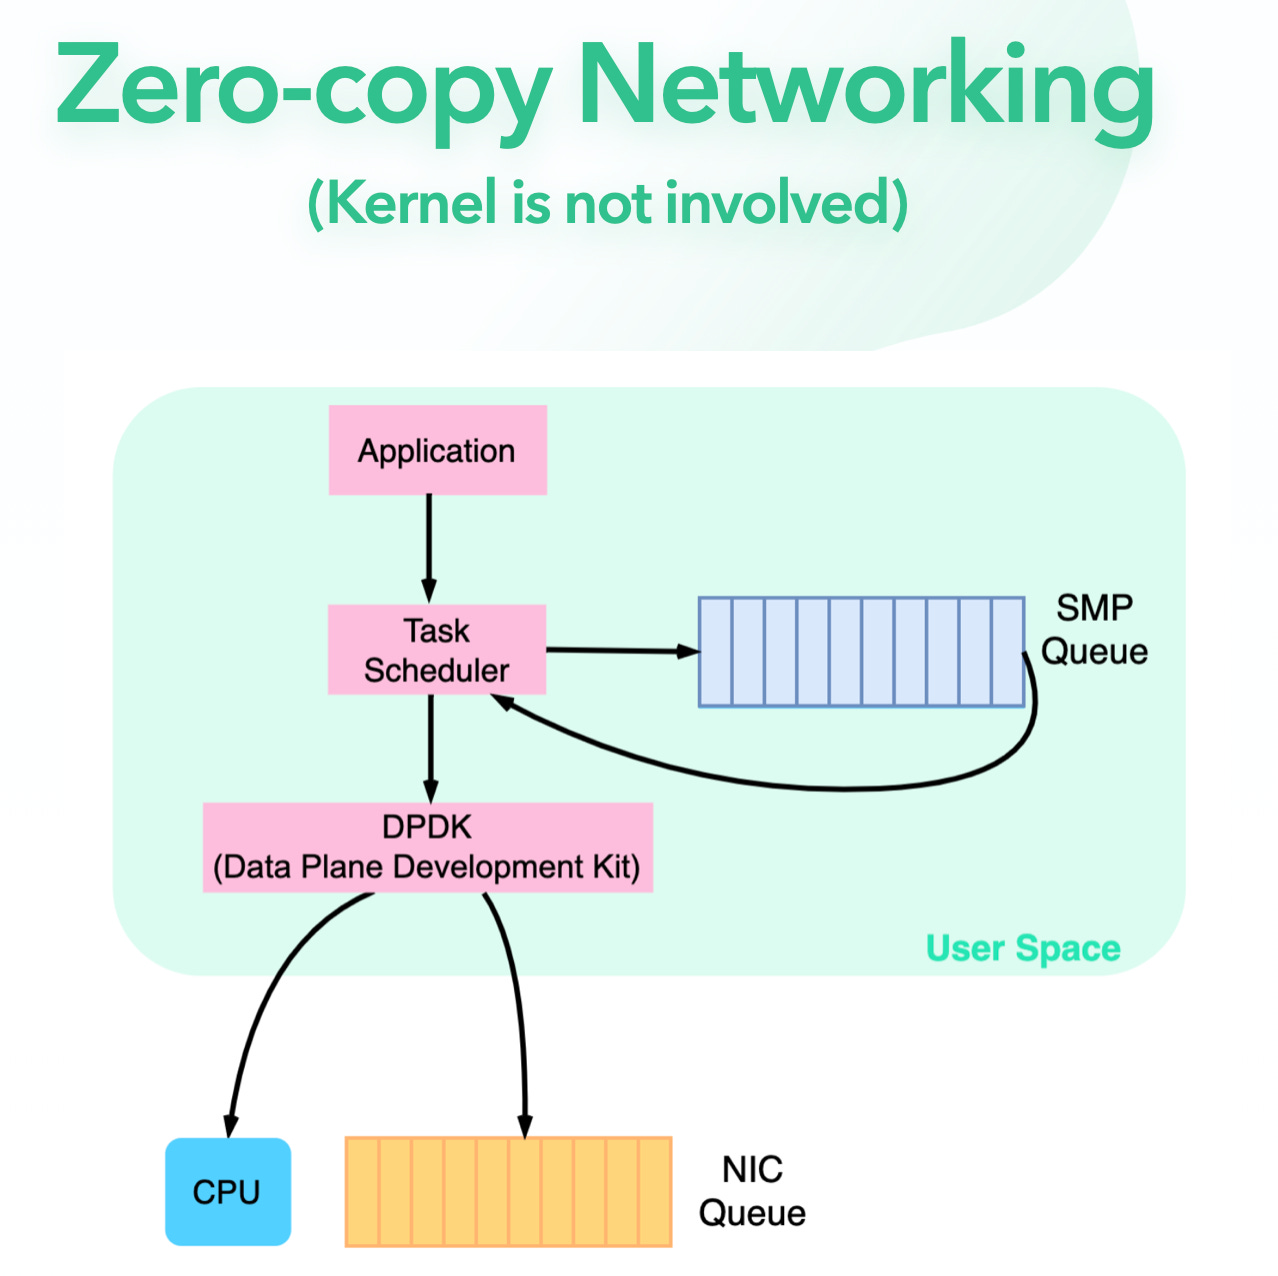 Zero-copy Networking
(Kernel is not involved)
Application
Task
Scheduler
SMP
Queue
DPDK
(Data Plane Development Kit)
User Space
CPU
NIC
Queue